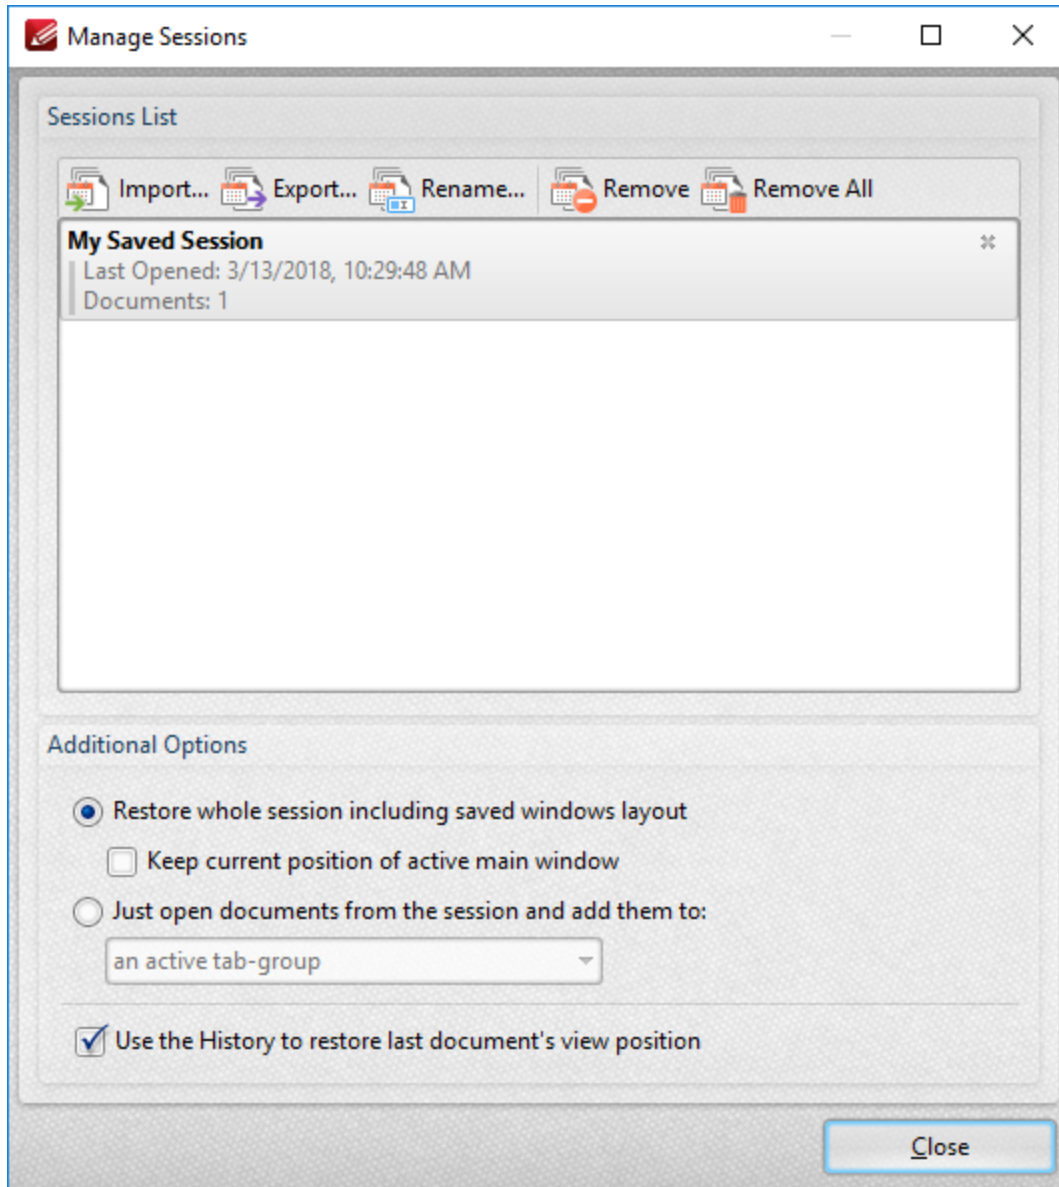 Manage Sessions
Sessions List
Import... Export... Rename... Remove Remove All
My Saved Session
Last Opened: 3/13/2018, 10:29:48 AM
Documents: 1
Additional Options
Restore whole session including saved windows layout
Keep current position of active main window
Just open documents from the session and add them to:
an active tab-group
Use the History to restore last document's view position
Close